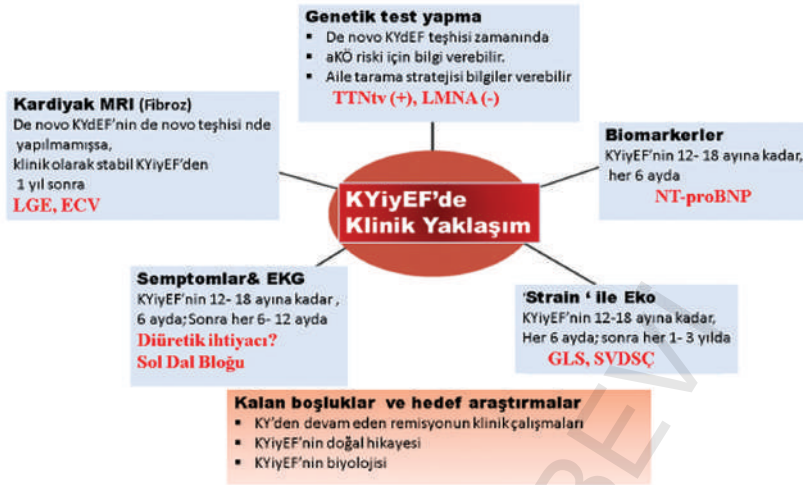 Genetik test yapma
▪ De novo KYdEF teşhisi zamanında
▪ aKÖ riski için bilgi verebilir.
▪ Aile tarama stratejisi bilgiler verebilir
TTNtv (+), LMNA (-)
Kardiyak MRI (Fibroz)
De novo KYdEF'nin de novo teşhisi nde
yapılmamışsa,
klinik olarak stabil KYiyEF'den
1 yıl sonra
LGE, ECV
Biomarkerler
KYiyEF'nin 12- 18 ayına kadar,
her 6 ayda
NT-proBNP
KYiyEF'de
Klinik Yaklaşım
Semptomlar& EKG
KYiyEF'nin 12- 18 ayına kadar ,
6 ayda; Sonra her 6- 12 ayda
Diüretik ihtiyacı?
Sol Dal Bloğu
'Strain ' ile Eko
KYiyEF'nin 12-18 ayına kadar,
Her 6 ayda; sonra her 1- 3 yılda
GLS, SVDSÇ
Kalan boşluklar ve hedef araştırmalar
▪ KY'den devam eden remisyonun klinik çalışmaları
▪ KYiyEF'nin doğal hikayesi
▪ KYiyEF'nin biyolojisi
BEVİ